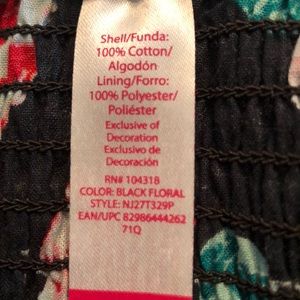 Shell/Funda:
100% Cotton/
Algodón
Lining/Forro:
100% Polyester/
Poliéster
Exclusive of
Decoration
Exclusivo de
Decoración
RN# 104318
COLOR: BLACK FLORAL
STYLE: NJ27T329P
EAN/UPC 82986444262
71Q